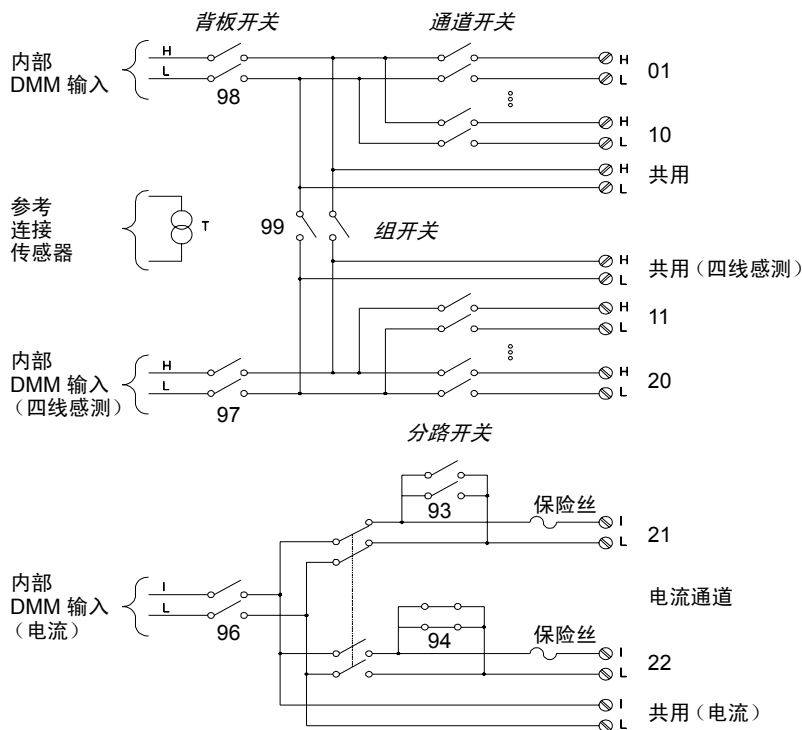 背板开关
通道开关
内部
DMM 输入
H
L
98
H
L
01
H
L
10
H
L
共用
参考
连接
传感器
T
99
组开关
H
L
共用（四线感测）
H
L
11
内部
DMM 输入
（四线感测）
H
L
97
H
L
20
分路开关
93
保险丝
I
L
21
内部
DMM 输入
（电流）
I
L
96
电流通道
94
保险丝
I
L
22
I
L
共用（电流）